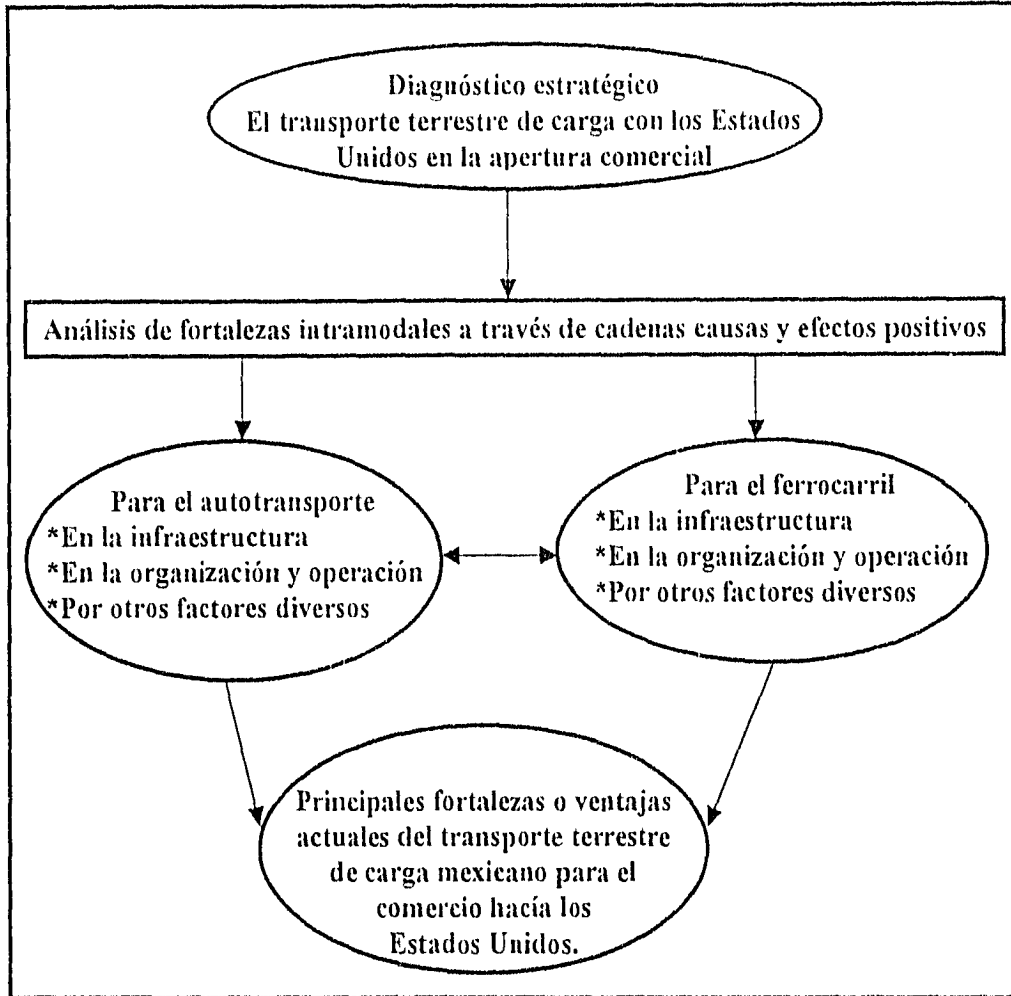 Diagnóstico estratégico
El transporte terrestre de carga con los Estados
Unidos en la apertura comercial
Análisis de fortalezas intramodales a través de cadenas causas y efectos positivos
Para el autotransporte
*En la infraestructura
*En la organización y operación
*Por otros factores diversos
Para el ferrocarril
*En la infraestructura
*En la organización y operación
*Por otros factores diversos
Principales fortalezas o ventajas
actuales del transporte terrestre
de carga mexicano para el
comercio hacía los
Estados Unidos.